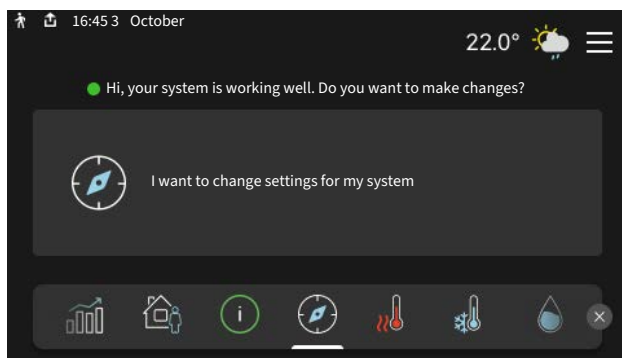 16:45 3 October
22.0°
Hi, your system is working well. Do you want to make changes?
I want to change settings for my system
i